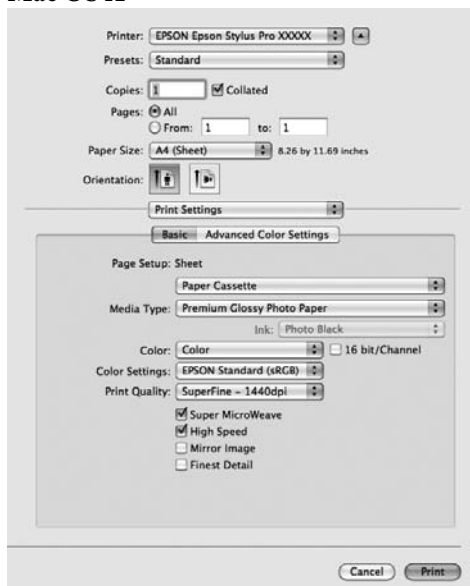 Printer: EPSON Epson Stylus Pro XXXXX
Presets: Standard
Copies: 1 Collated
Pages: All
From: 1 to: 1
Paper Size: A4 (Sheet) 8.26 by 11.69 inches
Orientation:
Print Settings
Basic Advanced Color Settings
Page Setup: Sheet
Paper Cassette
Media Type: Premium Glossy Photo Paper
Ink: Photo Black
Color: Color 16 bit/Channel
Color Settings: EPSON Standard (sRGB)
Print Quality: SuperFine - 1440dpi
Super MicroWeave
High Speed
Mirror Image
Finest Detail
Cancel Print